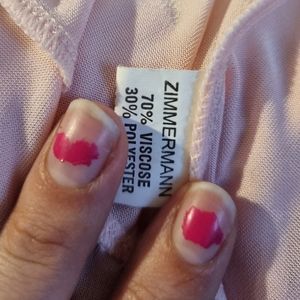 ZIMMERMANN
70% VISCOSE
30% POLYESTER